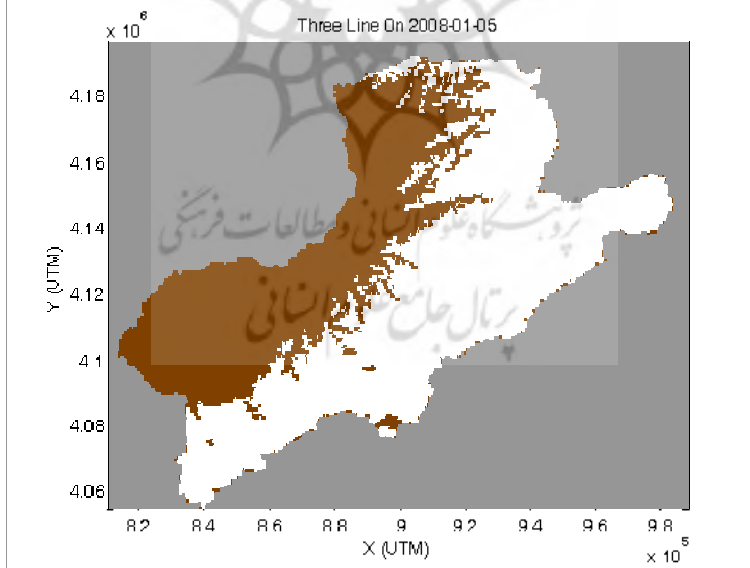 Three Line On 2008-01-05
x 10^6
4.18
4.16
4.14
4.12
4.1
4.08
4.06
Y (UTM)
8.2 8.4 8.6 8.8 9 9.2 9.4 9.6 9.8
X (UTM)
x 10^5
پژوهشگاه علوم انسانی و مطالعات فرهنگی
پرتال جامع علوم انسانی